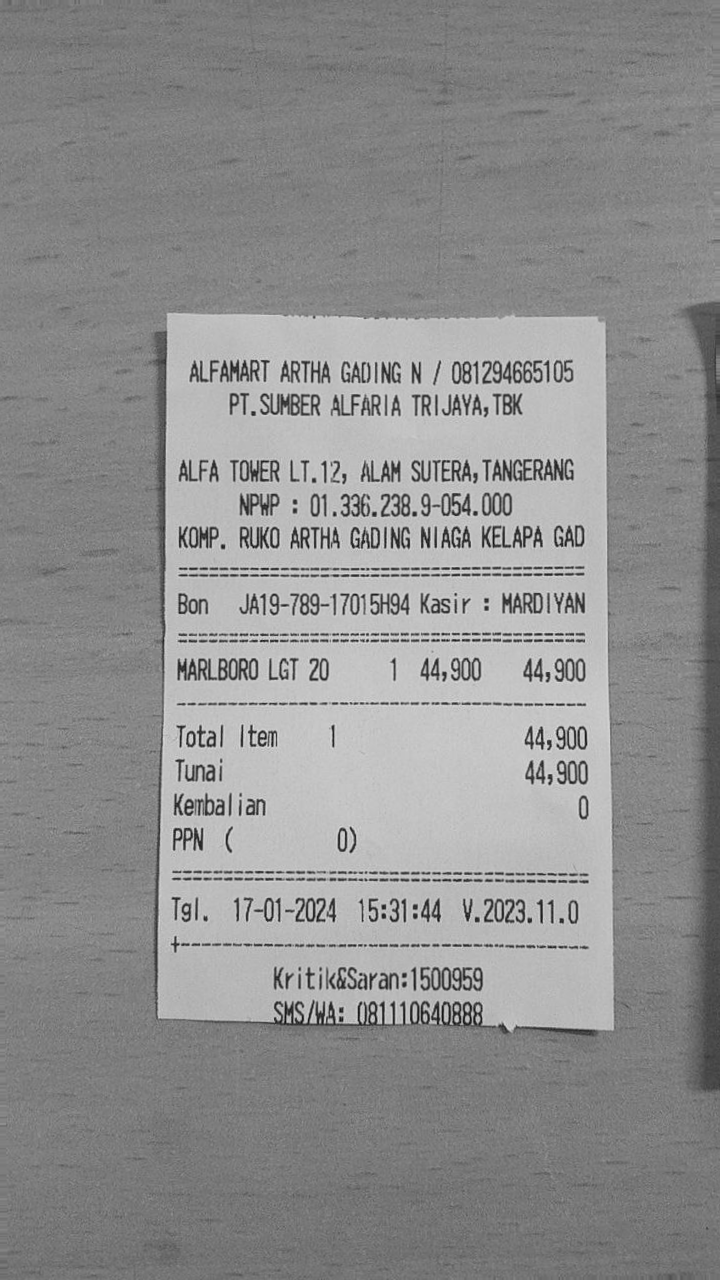 ALFAMART ARTHA GADING N / 081294665105
PT.SUMBER ALFARIA TRIJAYA,TBK
ALFA TOWER LT.12, ALAM SUTERA,TANGERANG
NPWP : 01.336.238.9-054.000
KOMP. RUKO ARTHA GADING NIAGA KELAPA GAD
=========================================
Bon JA19-789-17015H94 Kasir : MARDIYAN
=========================================
MARLBORO LGT 20 1 44,900 44,900
-----------------------------------------
Total Item 1 44,900
Tunai 44,900
Kembalian 0
PPN ( 0)
=========================================
Tgl. 17-01-2024 15:31:44 V.2023.11.0
+----------------------------------------
Kritik&Saran:1500959
SMS/WA: 081110640888